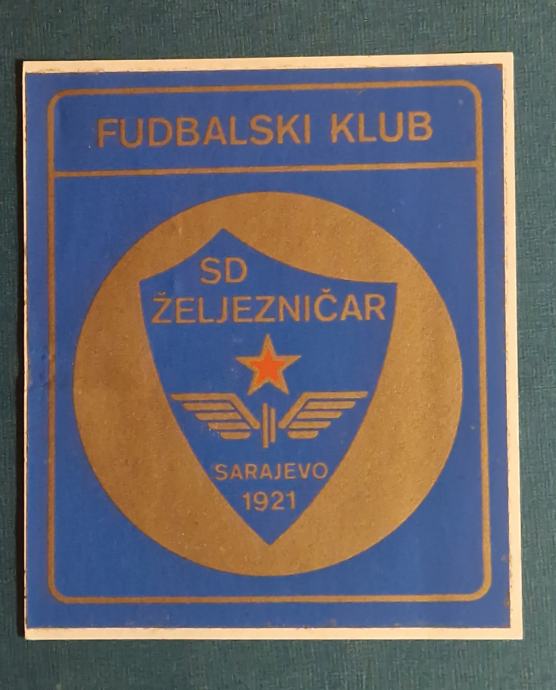 FUDBALSKI KLUB
SD
ŽELJEZNIČAR
SARAJEVO
1921